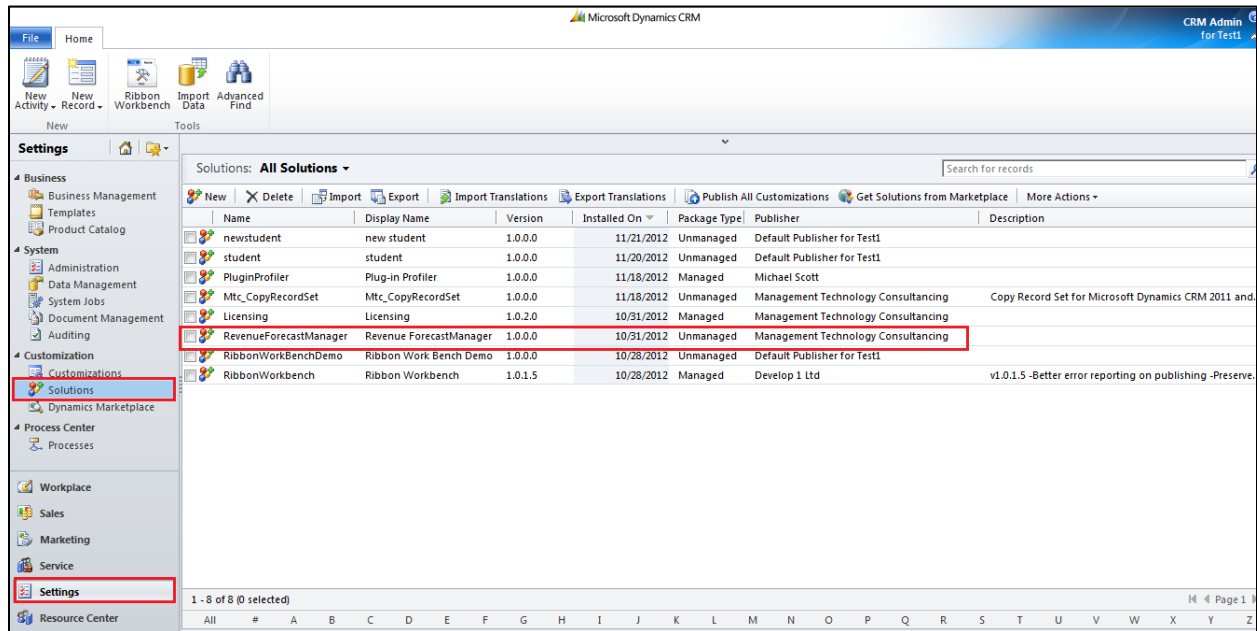 Microsoft Dynamics CRM
CRM Admin
for Test1
File Home
New Activity New Record Ribbon Workbench Import Data Advanced Find
New Tools
Settings
Solutions: All Solutions
Search for records
New Delete Import Export Import Translations Export Translations Publish All Customizations Get Solutions from Marketplace More Actions
Name Display Name Version Installed On Package Type Publisher Description
newstudent new student 1.0.0.0 11/21/2012 Unmanaged Default Publisher for Test1
student student 1.0.0.0 11/20/2012 Unmanaged Default Publisher for Test1
PluginProfiler Plug-in Profiler 1.0.0.0 11/18/2012 Managed Michael Scott
Mtc_CopyRecordSet Mtc_CopyRecordSet 1.0.0.0 11/18/2012 Unmanaged Management Technology Consultancing Copy Record Set for Microsoft Dynamics CRM 2011 and.
Licensing Licensing 1.0.2.0 10/31/2012 Managed Management Technology Consultancing
RevenueForecastManager Revenue ForecastManager 1.0.0.0 10/31/2012 Unmanaged Management Technology Consultancing
RibbonWorkBenchDemo Ribbon Work Bench Demo 1.0.0.0 10/28/2012 Unmanaged Default Publisher for Test1
RibbonWorkbench Ribbon Workbench 1.0.1.5 10/28/2012 Managed Develop 1 Ltd v1.0.1.5 -Better error reporting on publishing -Preserve.
Business
Business Management
Templates
Product Catalog
System
Administration
Data Management
System Jobs
Document Management
Auditing
Customization
Customizations
Solutions
Dynamics Marketplace
Process Center
Processes
Workplace
Sales
Marketing
Service
Settings
Resource Center
1 - 8 of 8 (0 selected) Page 1
All # A B C D E F G H I J K L M N O P Q R S T U V W X Y Z